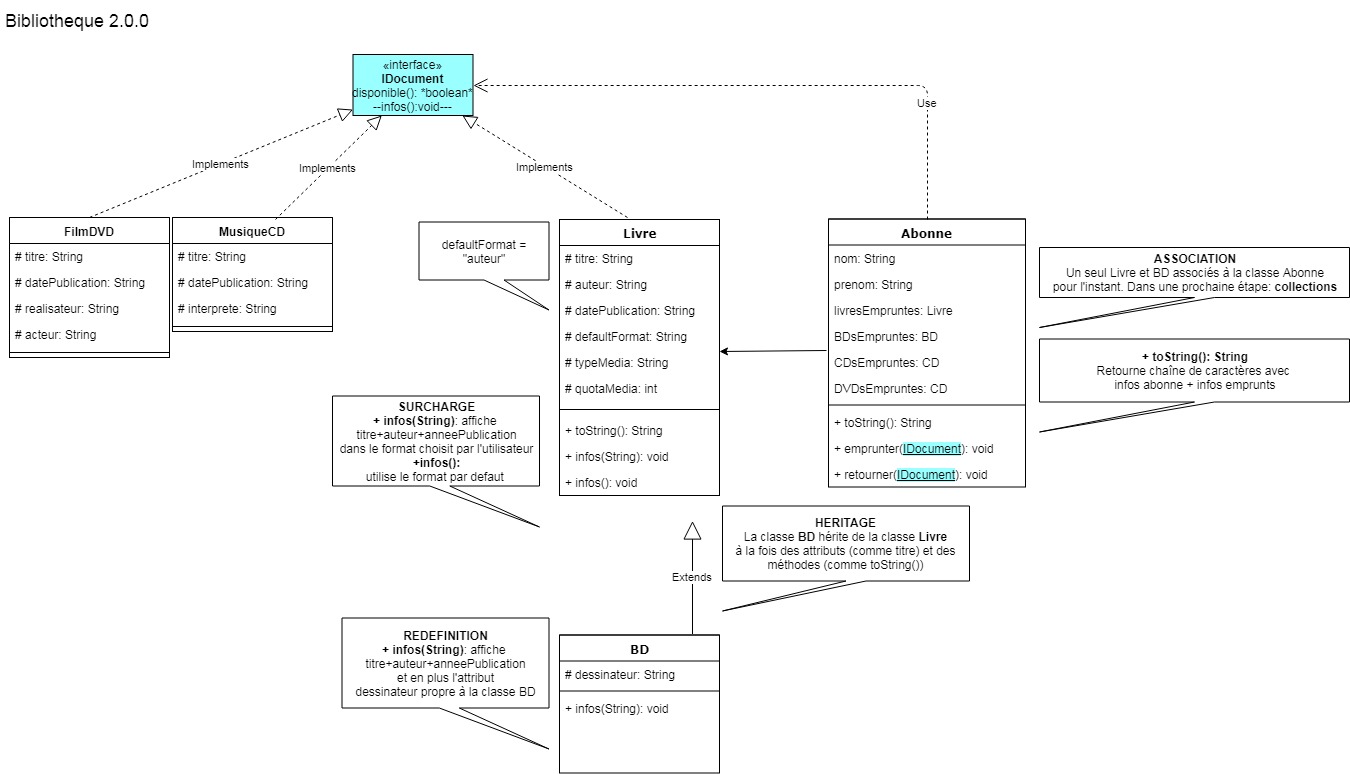 Bibliotheque 2.0.0
«interface»
IDocument
disponible(): *boolean*
--infos():void---
Use
Implements
Implements
Implements
FilmDVD
# titre: String
# datePublication: String
# realisateur: String
# acteur: String
MusiqueCD
# titre: String
# datePublication: String
# interprete: String
defaultFormat =
"auteur"
Livre
# titre: String
# auteur: String
# datePublication: String
# defaultFormat: String
# typeMedia: String
# quotaMedia: int
+ toString(): String
+ infos(String): void
+ infos(): void
Abonne
nom: String
prenom: String
livresEmpruntes: Livre
BDsEmpruntes: BD
CDsEmpruntes: CD
DVDsEmpruntes: CD
+ toString(): String
+ emprunter(IDocument): void
+ retourner(IDocument): void
ASSOCIATION
Un seul Livre et BD associés à la classe Abonne
pour l'instant. Dans une prochaine étape: collections
+ toString(): String
Retourne chaîne de caractères avec
infos abonne + infos emprunts
SURCHARGE
+ infos(String): affiche
titre+auteur+anneePublication
dans le format choisit par l'utilisateur
+infos():
utilise le format par defaut
HERITAGE
La classe BD hérite de la classe Livre
à la fois des attributs (comme titre) et des
méthodes (comme toString())
Extends
REDEFINITION
+ infos(String): affiche
titre+auteur+anneePublication
et en plus l'attribut
dessinateur propre à la classe BD
BD
# dessinateur: String
+ infos(String): void